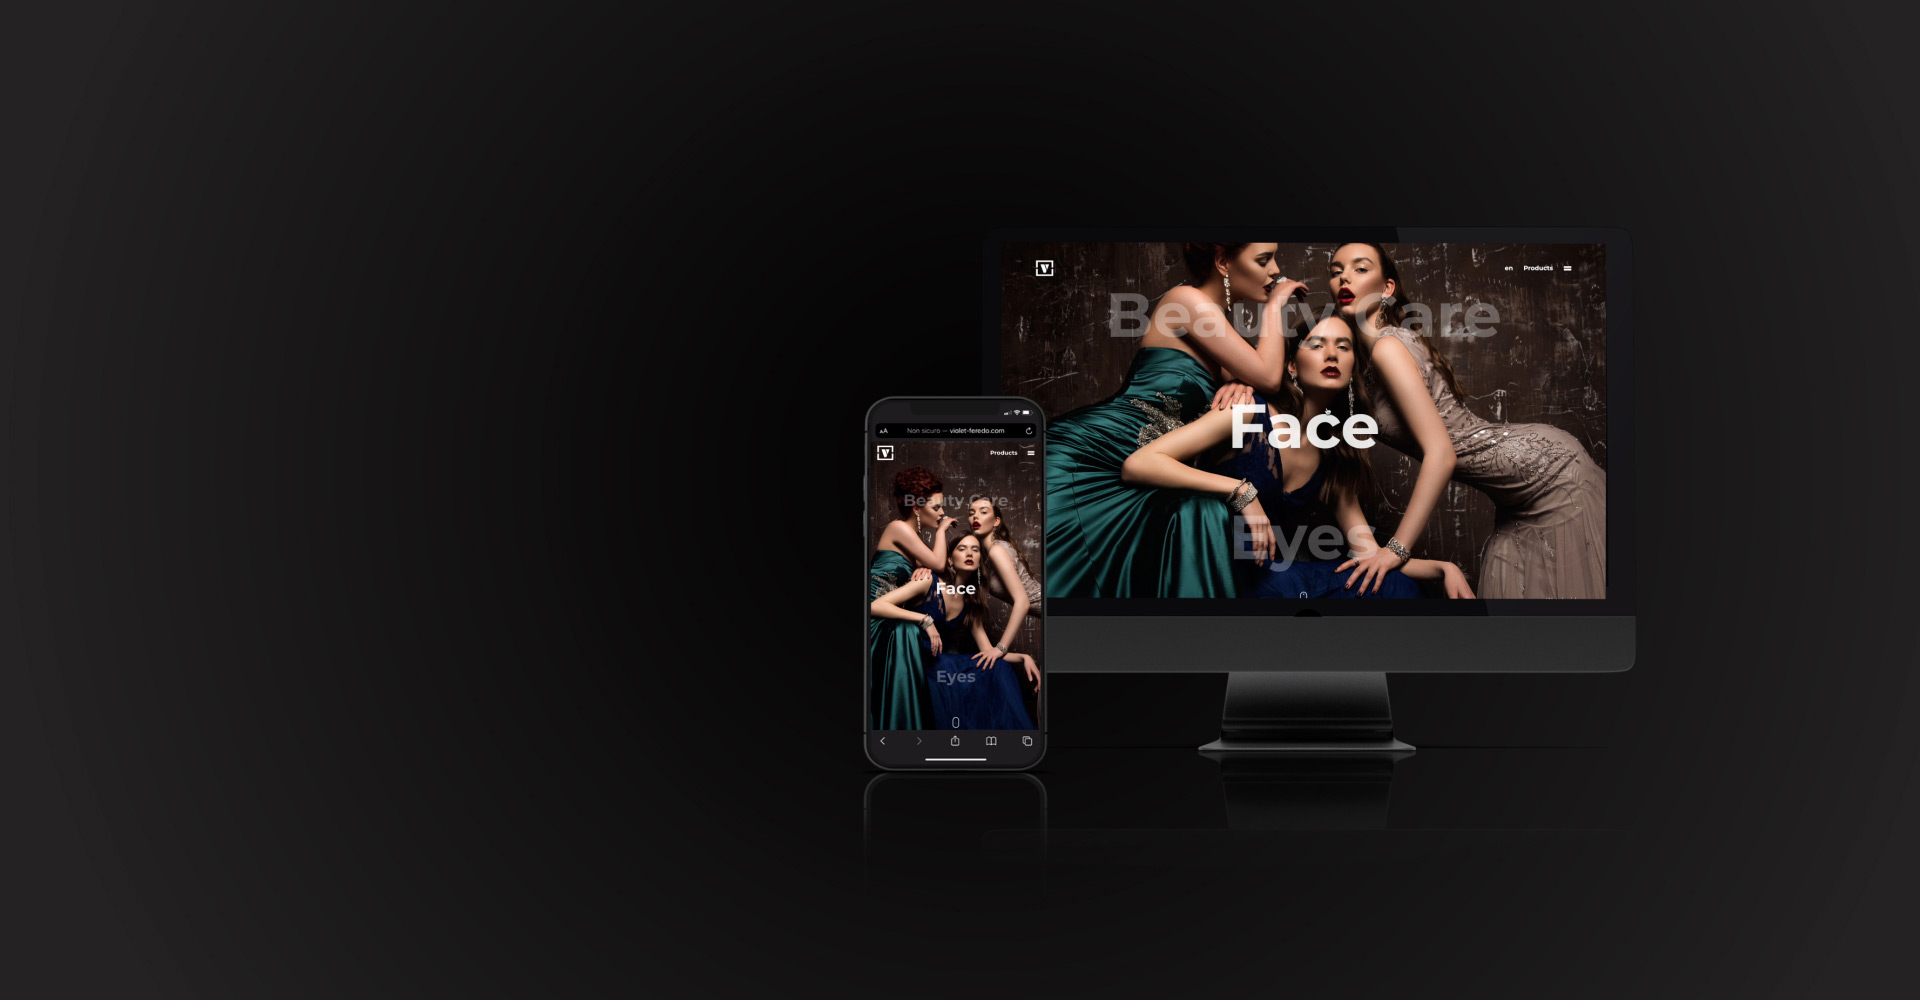 V
en Products
Beauty Care
Face
Eyes
AA Non sicuro — violet-feredo.com
V Products
Beauty Care
Face
Eyes